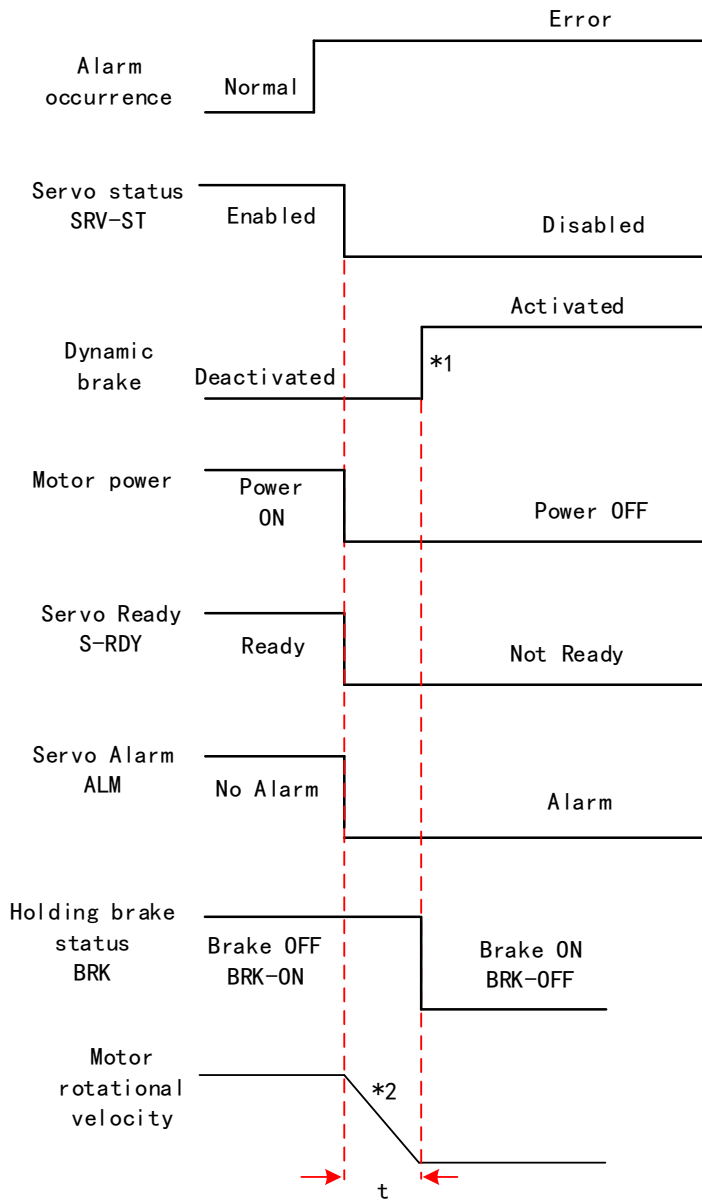 Error
Alarm
occurrence
Normal
Servo status
SRV-ST
Enabled
Disabled
Activated
Dynamic
brake
Deactivated
*1
Motor power
Power
ON
Power OFF
Servo Ready
S-RDY
Ready
Not Ready
Servo Alarm
ALM
No Alarm
Alarm
Holding brake
status
BRK
Brake OFF
BRK-ON
Brake ON
BRK-OFF
Motor
rotational
velocity
*2
t